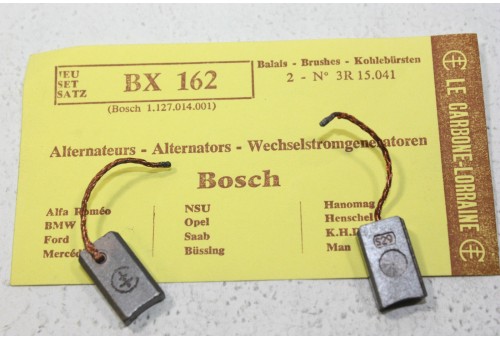 JEU
SET
SATZ
BX 162
(Bosch 1.127.014.001)
Balais - Brushes - Kohlebürsten
2 - N° 3R 15.041
Alternateurs - Alternators - Wechselstromgeneratoren
Bosch
Alfa Roméo
BMW
Ford
Mercéd
NSU
Opel
Saab
Büssing
Hanomag
Henschel
K.H.D
Man
LE CARBONE-LORRAINE